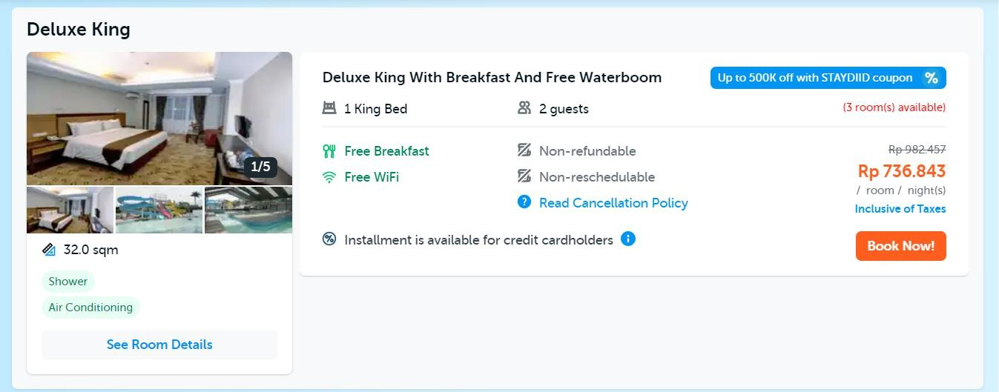 Deluxe King
1/5
32.0 sqm
Shower
Air Conditioning
See Room Details
Deluxe King With Breakfast And Free Waterboom
Up to 500K off with STAYDIID coupon %
1 King Bed
2 guests
(3 room(s) available)
Free Breakfast
Non-refundable
Rp 982.457
Free WiFi
Non-reschedulable
Rp 736.843
/ room / night(s)
? Read Cancellation Policy
Inclusive of Taxes
Installment is available for credit cardholders
Book Now!